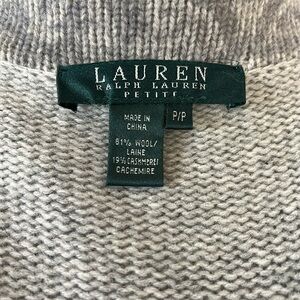 LAUREN
RALPH LAUREN
PETITE
MADE IN
CHINA
P/P
81% WOOL/
LAINE
19% CASHMERE/
CACHEMIRE